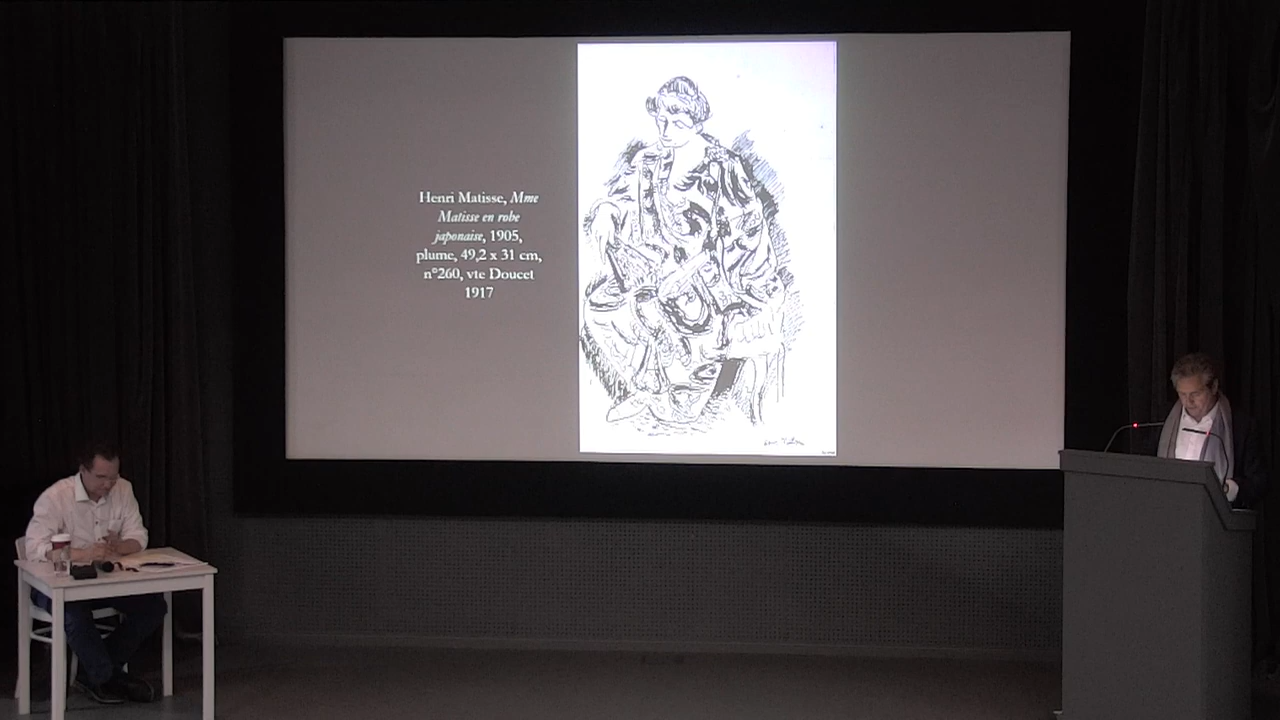 Henri Matisse, Mme
Matisse en robe
japonaise, 1905,
plume, 49,2 x 31 cm,
n°260, vte Doucet
1917